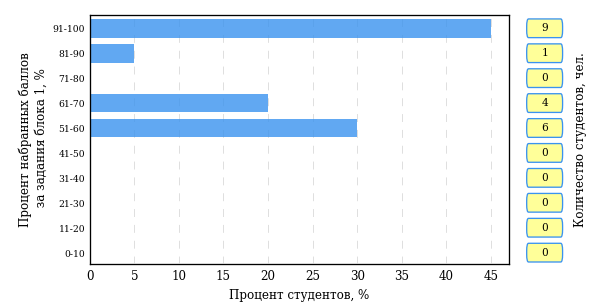 Процент набранных баллов
за задания блока 1, %
91-100 9
81-90 1
71-80 0
61-70 4
51-60 6
41-50 0
31-40 0
21-30 0
11-20 0
0-10 0
0 5 10 15 20 25 30 35 40 45
Процент студентов, %
Количество студентов, чел.